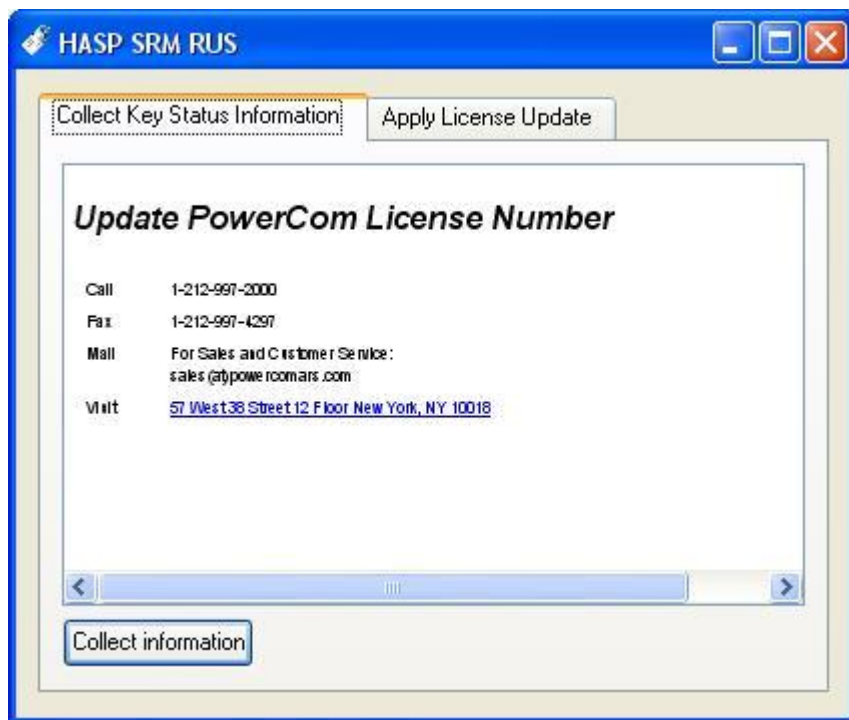 HASP SRM RUS
Collect Key Status Information
Apply License Update
Update PowerCom License Number
Call 1-212-997-2000
Fax 1-212-997-4297
Mail For Sales and Customer Service:
sales(at)powercomars.com
Visit 57 West 38 Street 12 Floor New York, NY 10018
Collect information